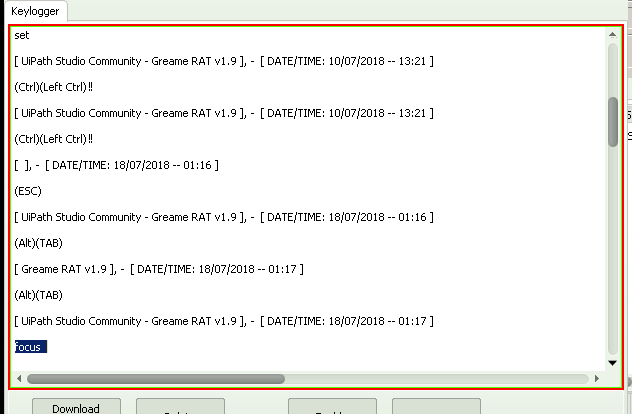 Keylogger
set
[ UiPath Studio Community - Greame RAT v1.9 ], - [ DATE/TIME: 10/07/2018 -- 13:21 ]
(Ctrl)(Left Ctrl)!!
[ UiPath Studio Community - Greame RAT v1.9 ], - [ DATE/TIME: 10/07/2018 -- 13:21 ]
(Ctrl)(Left Ctrl)!!
[  ], - [ DATE/TIME: 18/07/2018 -- 01:16 ]
(ESC)
[ UiPath Studio Community - Greame RAT v1.9 ], - [ DATE/TIME: 18/07/2018 -- 01:16 ]
(Alt)(TAB)
[ Greame RAT v1.9 ], - [ DATE/TIME: 18/07/2018 -- 01:17 ]
(Alt)(TAB)
[ UiPath Studio Community - Greame RAT v1.9 ], - [ DATE/TIME: 18/07/2018 -- 01:17 ]
focus
Download